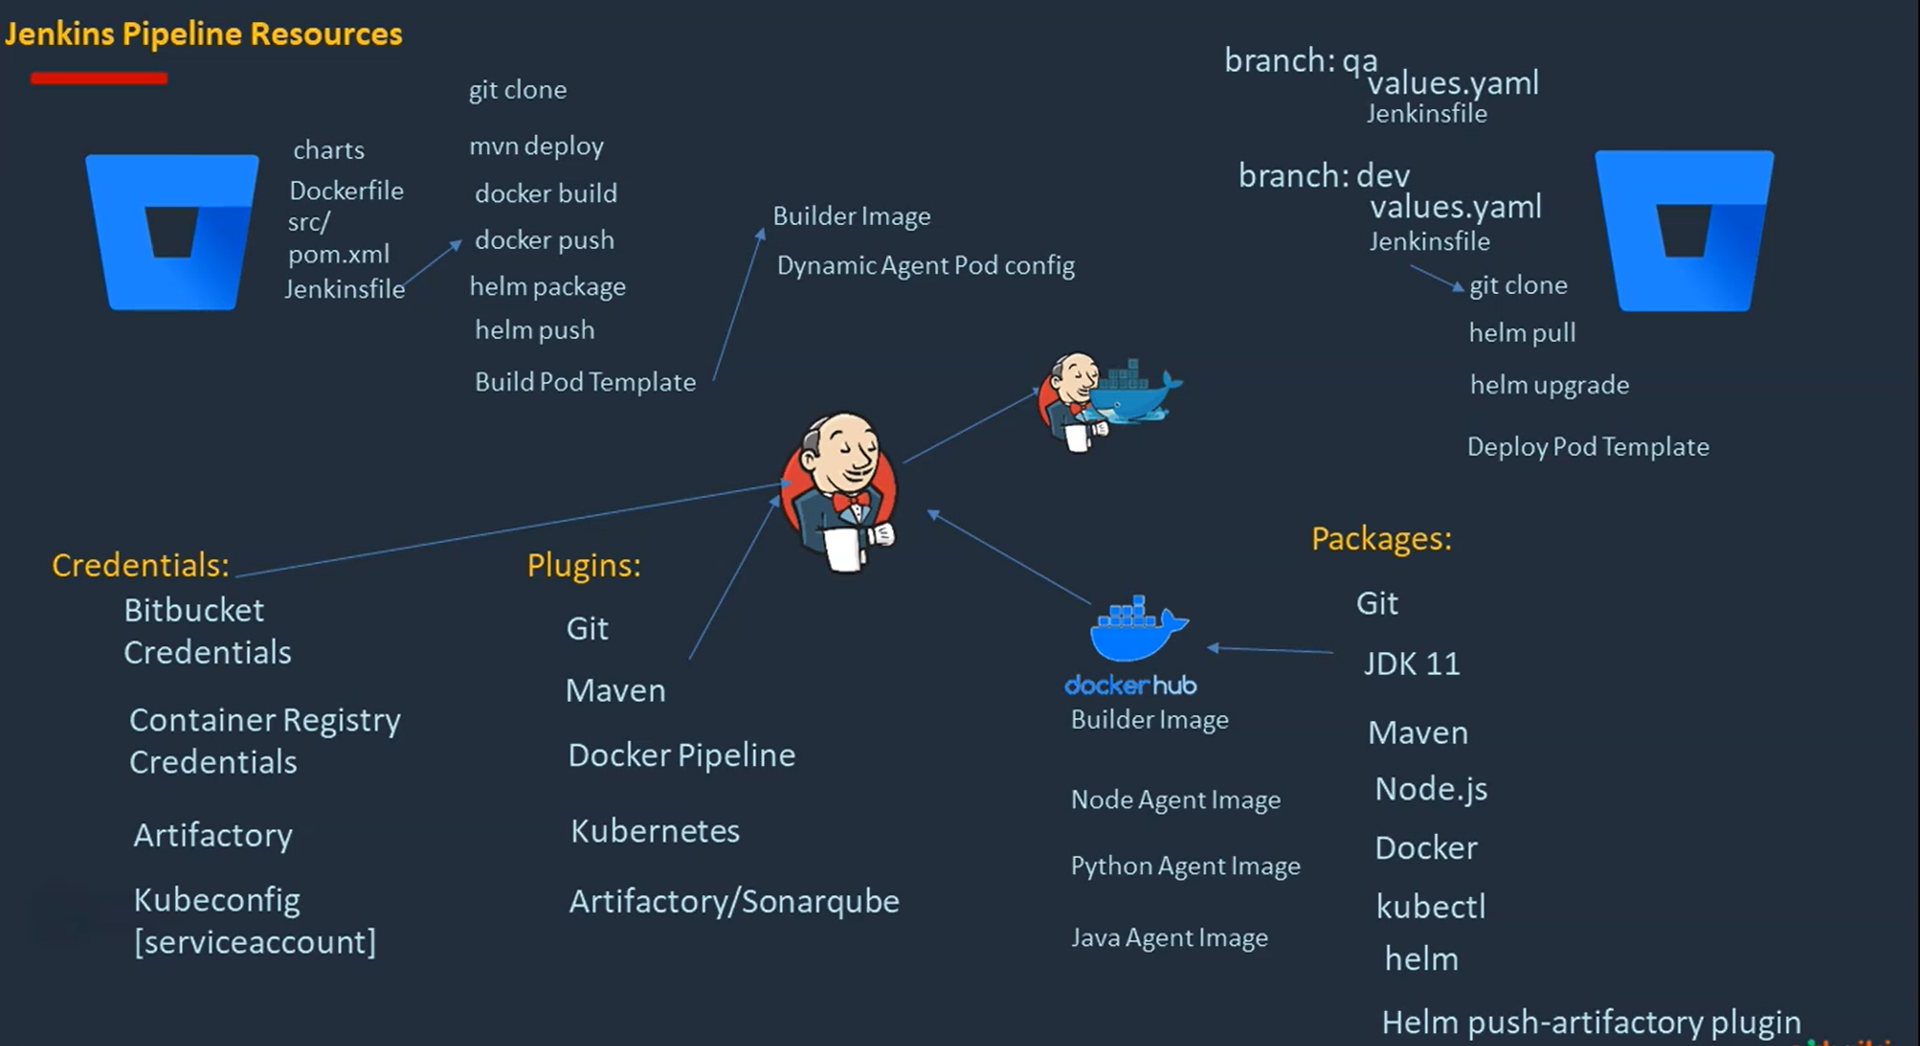 Jenkins Pipeline Resources
charts
Dockerfile
src/
pom.xml
Jenkinsfile
git clone
mvn deploy
docker build
docker push
helm package
helm push
Build Pod Template
Builder Image
Dynamic Agent Pod config
branch: qa
values.yaml
Jenkinsfile
branch: dev
values.yaml
Jenkinsfile
git clone
helm pull
helm upgrade
Deploy Pod Template
Credentials:
Bitbucket
Credentials
Container Registry
Credentials
Artifactory
Kubeconfig
[serviceaccount]
Plugins:
Git
Maven
Docker Pipeline
Kubernetes
Artifactory/Sonarqube
dockerhub
Builder Image
Node Agent Image
Python Agent Image
Java Agent Image
Packages:
Git
JDK 11
Maven
Node.js
Docker
kubectl
helm
Helm push-artifactory plugin